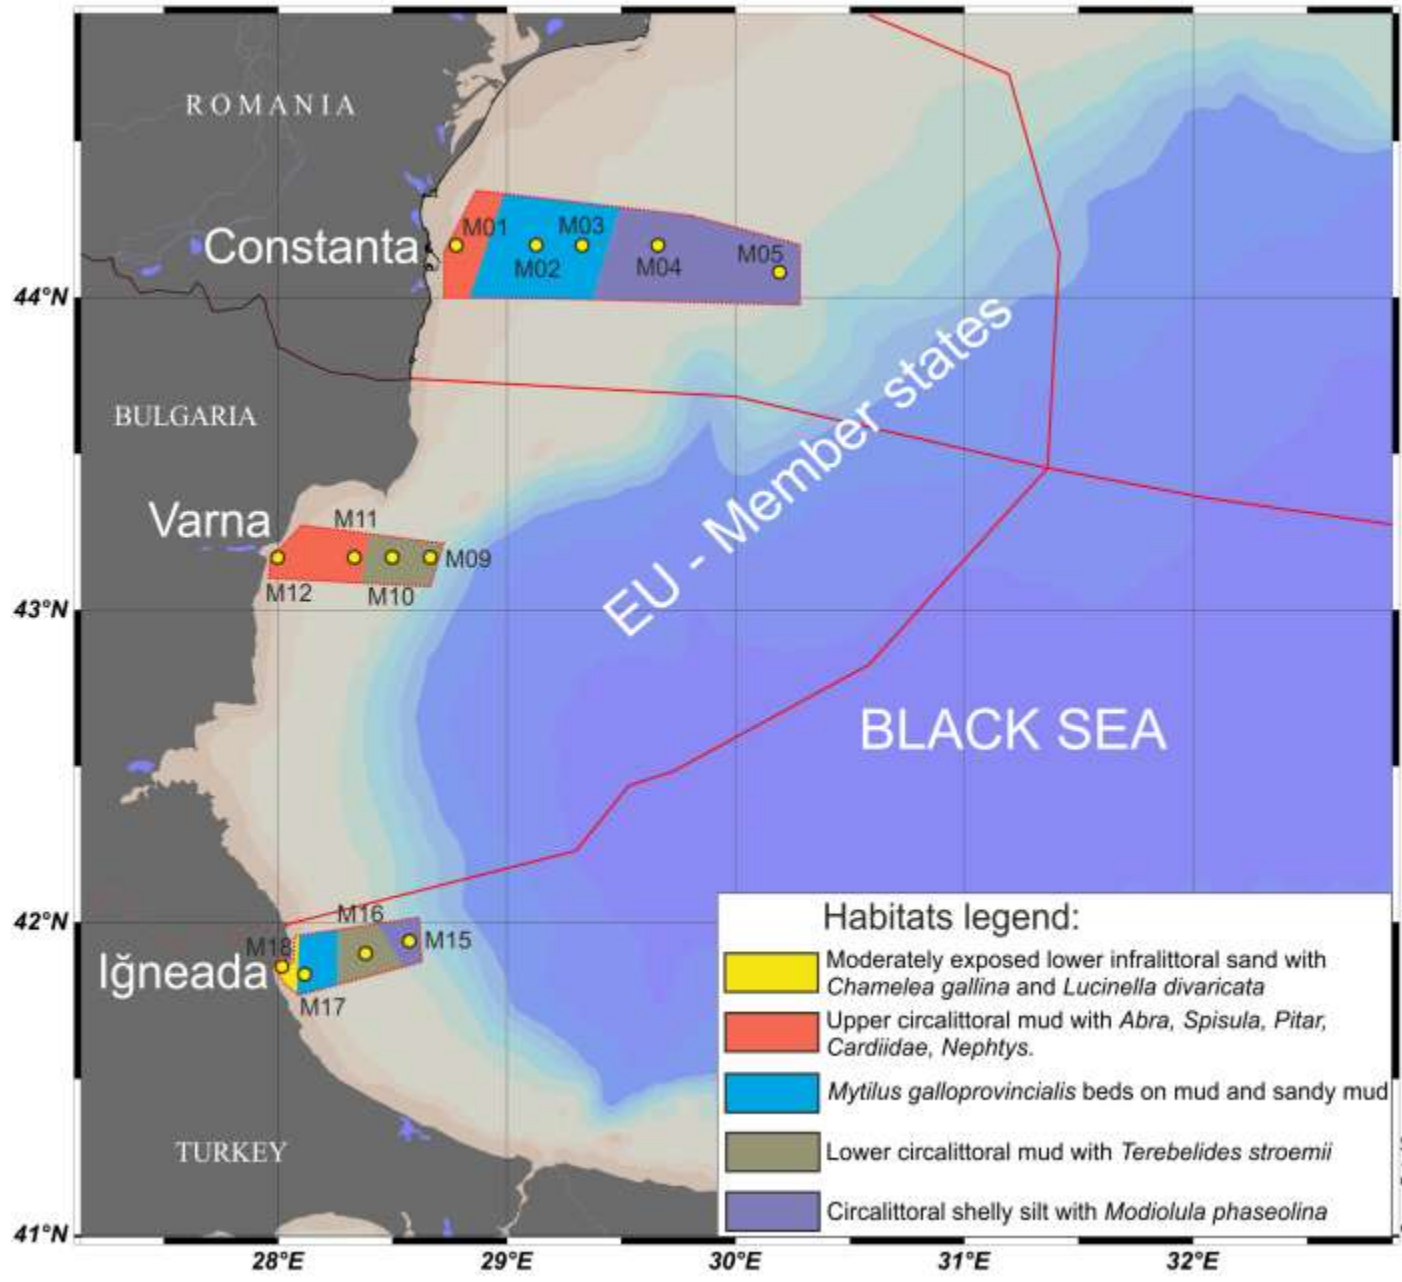 ROMANIA
M01
M03
Constanta
M02
M04
M05
44°N
EU - Member states
BULGARIA
Varna
M11
M09
M12
M10
43°N
BLACK SEA
42°N
M16
M18
M15
Iğneada
M17
TURKEY
41°N
28°E
29°E
30°E
31°E
32°E
Habitats legend:
Moderately exposed lower infralittoral sand with
Chamelea gallina and Lucinella divaricata
Upper circalittoral mud with Abra, Spisula, Pitar,
Cardiidae, Nephtys.
Mytilus galloprovincialis beds on mud and sandy mud
Lower circalittoral mud with Terebelides stroemii
Circalittoral shelly silt with Modiolula phaseolina